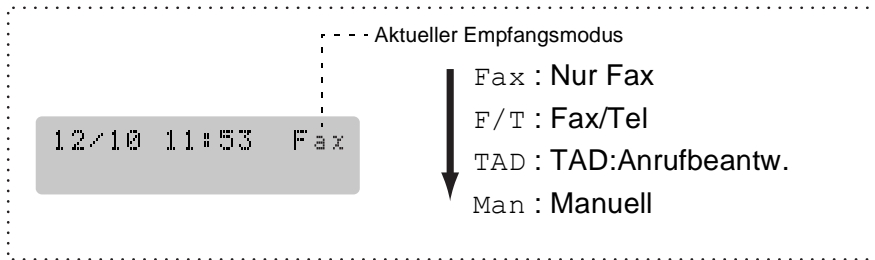 Aktueller Empfangsmodus
12/10 11:53 Fax
Fax : Nur Fax
F/T : Fax/Tel
TAD : TAD:Anrufbeantw.
Man : Manuell